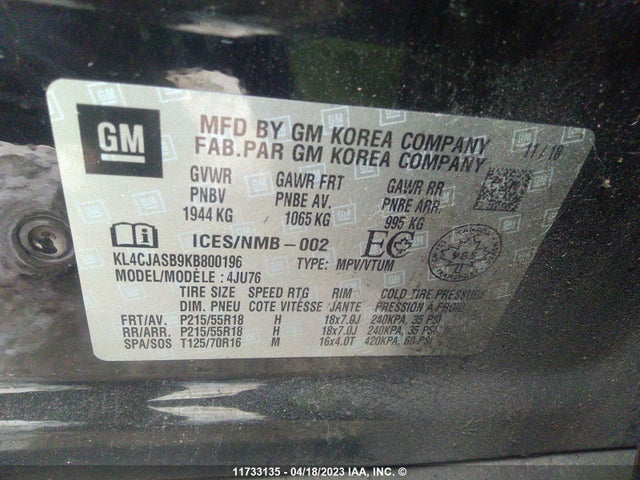 GM
MFD BY GM KOREA COMPANY
FAB.PAR GM KOREA COMPANY
11/18
GVWR GAWR FRT GAWR RR
PNBV PNBE AV. PNRE ARR.
1944 KG 1065 KG 995 KG
ICES/NMB-002
KL4CJASB9KB800196 TYPE: MPV/VTUM
MODEL/MODÈLE: 4JU76
TIRE SIZE SPEED RTG RIM COLD TIRE PRESSURE
DIM. PNEU COTE VITÉSSE JANTE PRESSION À FROID
FRT/AV. P215/55R18 H 18x7.0J 240KPA, 35 PSI
RR/ARR. P215/55R18 H 18x7.0J 240KPA, 35 PSI
SPA/SOS T125/70R16 M 16x4.0T 420KPA, 60 PSI
11733135 - 04/18/2023 IAA, INC. ©